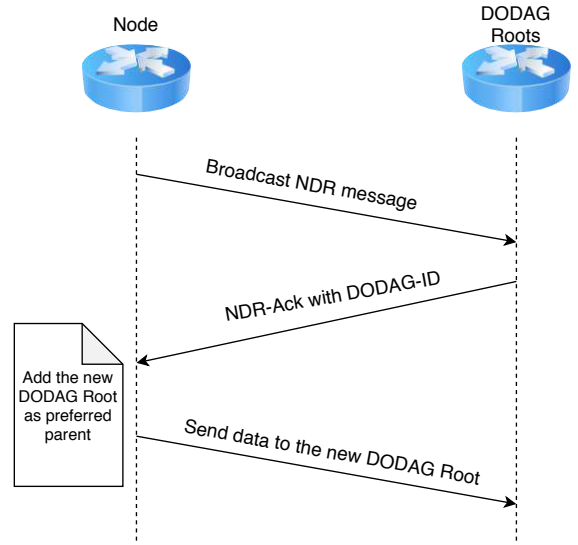 Node
DODAG
Roots
Broadcast NDR message
NDR-Ack with DODAG-ID
Add the new
DODAG Root
as preferred
parent
Send data to the new DODAG Root